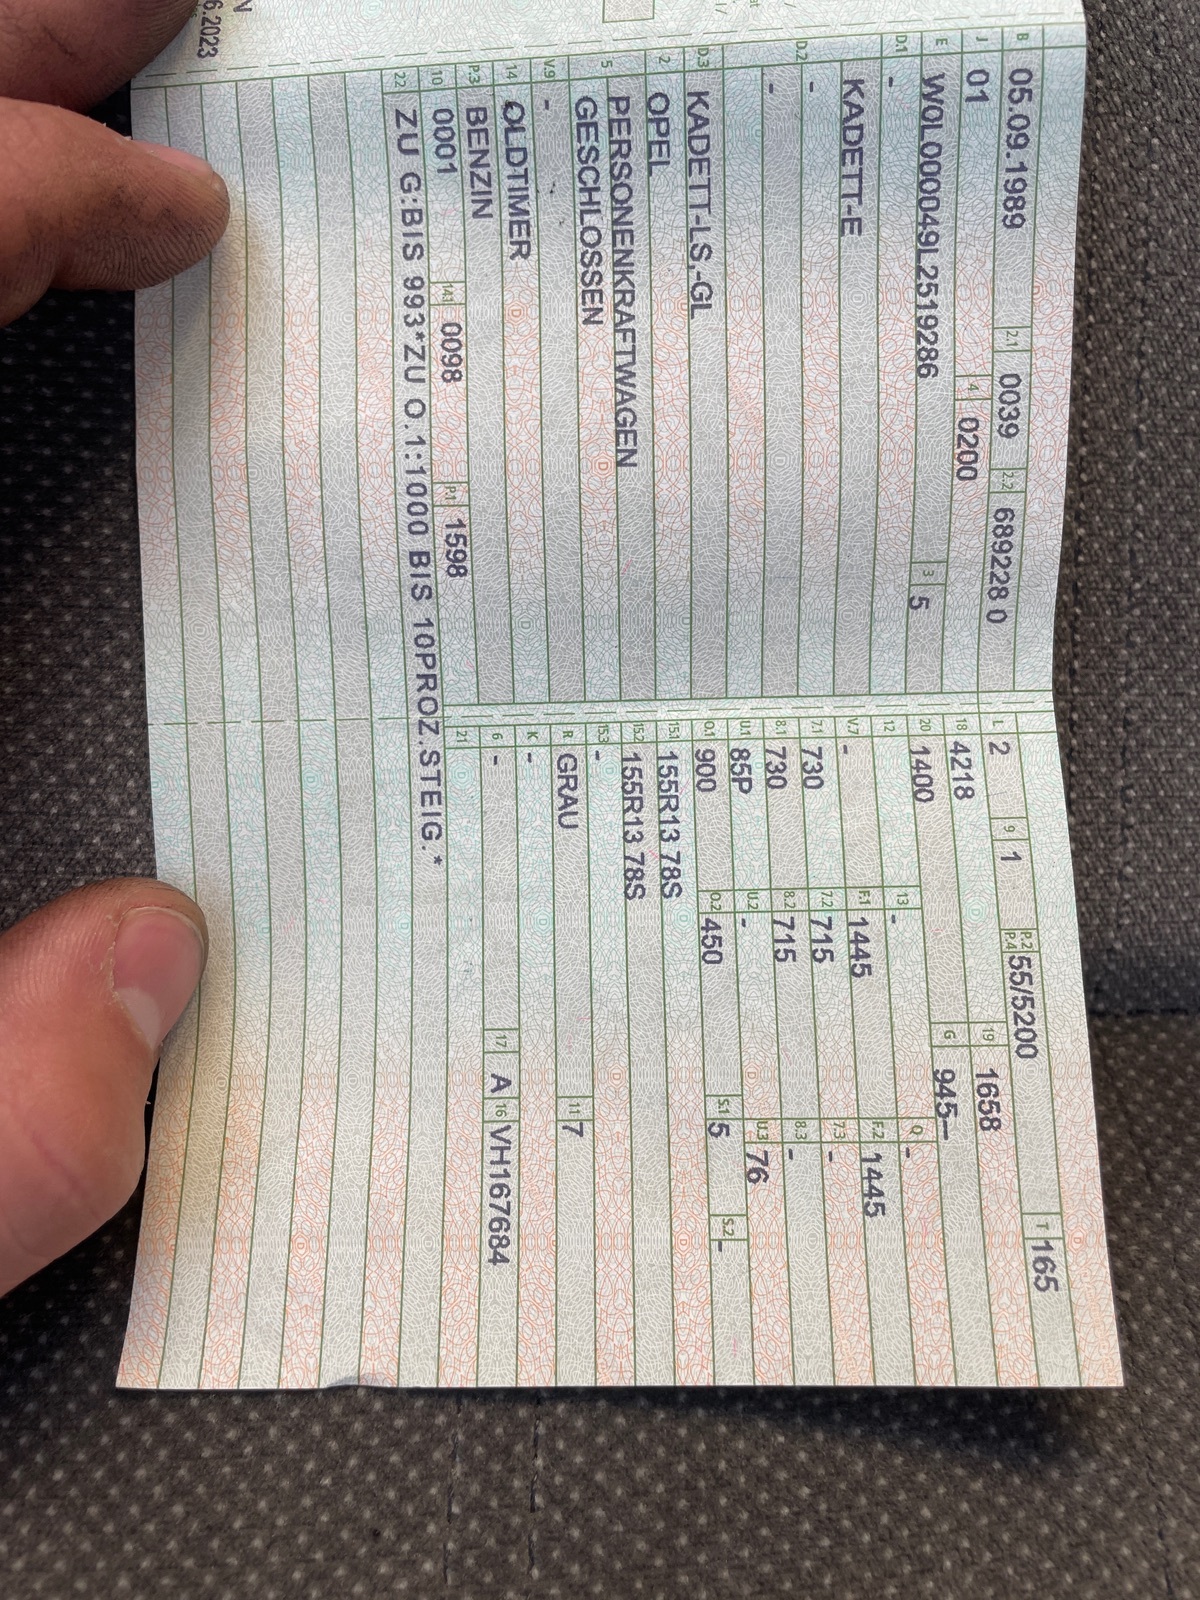 N
6.2023
B 05.09.1989 2.1 0039 2.2 689228 0
J 01 4 0200
E W0L000049L2519286 3 5
D.1 -
KADETT-E
D.2 -
-
D.3 KADETT-LS,-GL
2 OPEL
5 PERSONENKRAFTWAGEN
GESCHLOSSEN
V.9 -
14 OLDTIMER
P.3 BENZIN
10 0001 14.1 0098 P.1 1598
22 ZU G:BIS 993*ZU O.1:1000 BIS 10PROZ.STEIG.*
L 2 9 1 P.2 P.4 55/5200 T 165
18 4218 19 1658
20 1400 G 945—
12 13 - Q -
V.7 - F.1 1445 F.2 1445
7.1 730 7.2 715 7.3 -
8.1 730 8.2 715 8.3 -
U.1 85P U.2 - U.3 76
O.1 900 O.2 450 S.1 5 S.2 -
15.1 155R13 78S
15.2 155R13 78S
15.3 -
R GRAU 11 7
K -
6 - 17 A 16 VH167684
21